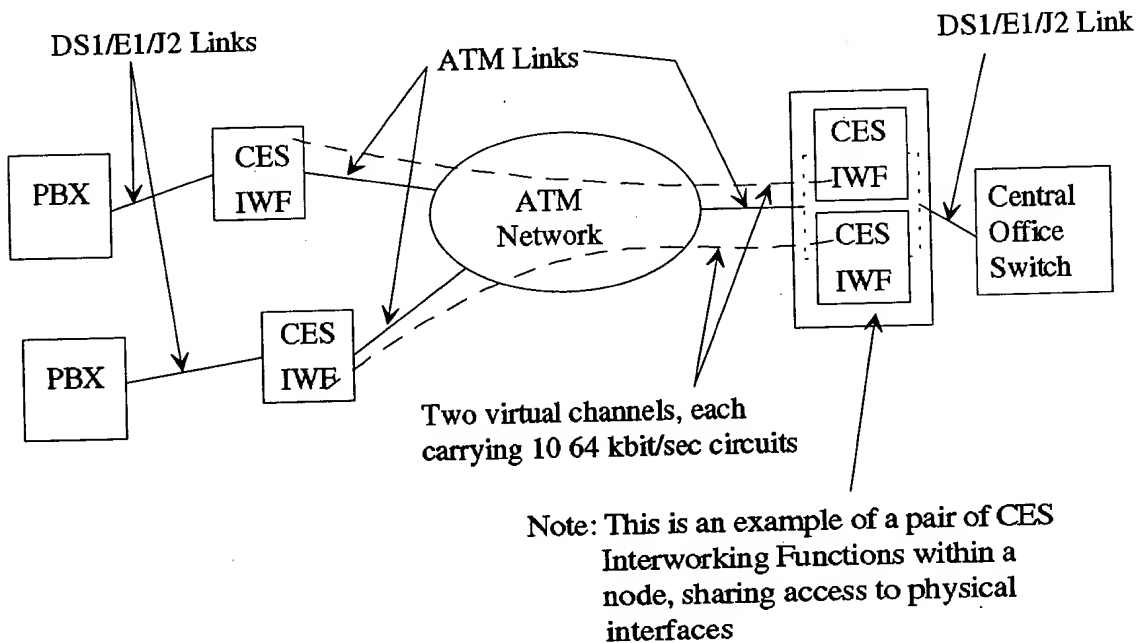 DS1/E1/J2 Links
DS1/E1/J2 Link
ATM Links
CES
IWF
CES
IWF
PBX
ATM
Network
Central
Office
Switch
CES
IWF
CES
IWF
PBX
Two virtual channels, each
carrying 10 64 kbit/sec circuits
Note: This is an example of a pair of CES
Interworking Functions within a
node, sharing access to physical
interfaces